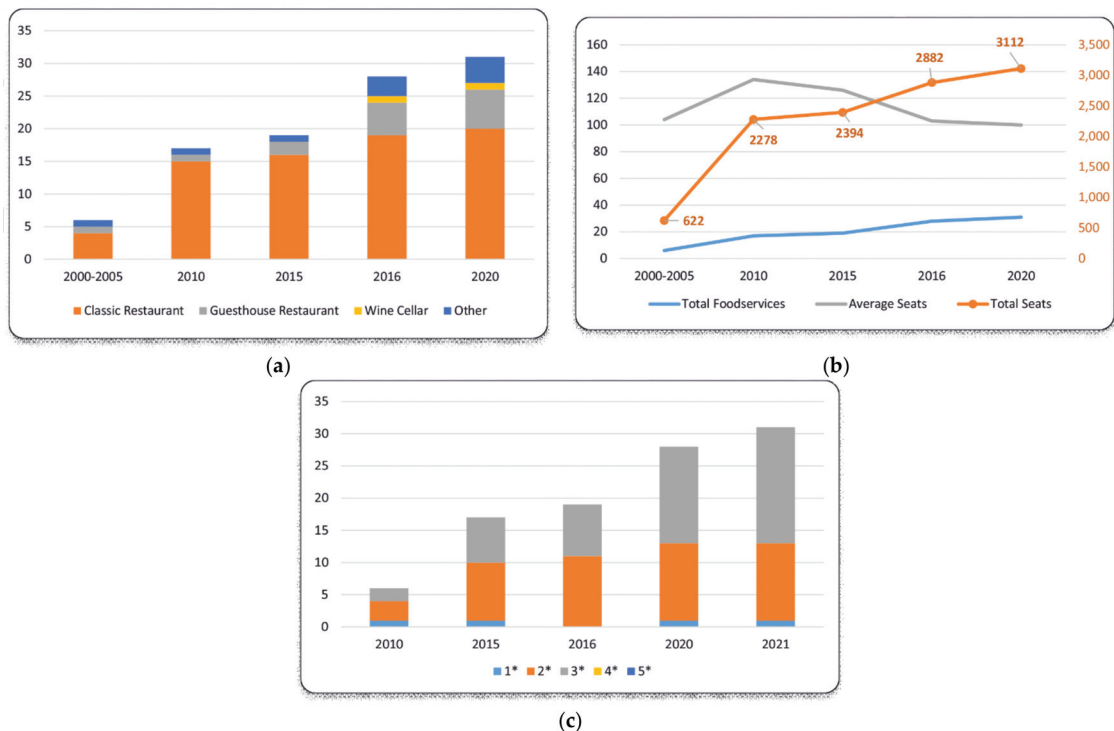 35
30
25
20
15
10
5
0
2000-2005 2010 2015 2016 2020
Classic Restaurant Guesthouse Restaurant Wine Cellar Other
(a)
160 3,500
140 3,000
120 2,500
100 2,000
80 1,500
60 1,000
40 500
20 0
0
622 2278 2394 2882 3112
2000-2005 2010 2015 2016 2020
Total Foodservices Average Seats Total Seats
(b)
35
30
25
20
15
10
5
0
2010 2015 2016 2020 2021
1* 2* 3* 4* 5*
(c)